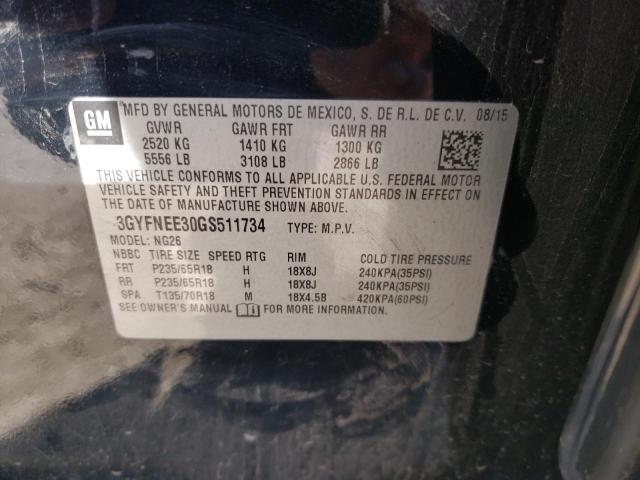 GM
MFD BY GENERAL MOTORS DE MEXICO, S. DE R.L. DE C.V. 08/15
GVWR GAWR FRT GAWR RR
2520 KG 1410 KG 1300 KG
5556 LB 3108 LB 2866 LB
THIS VEHICLE CONFORMS TO ALL APPLICABLE U.S. FEDERAL MOTOR
VEHICLE SAFETY AND THEFT PREVENTION STANDARDS IN EFFECT ON
THE DATE OF MANUFACTURE SHOWN ABOVE.
3GYFNEE30GS511734 TYPE: M.P.V.
MODEL: NG26
NBBC TIRE SIZE SPEED RTG RIM COLD TIRE PRESSURE
FRT P235/65R18 H 18X8J 240KPA(35PSI)
RR P235/65R18 H 18X8J 240KPA(35PSI)
SPA T135/70R18 M 18X4.5B 420KPA(60PSI)
SEE OWNER'S MANUAL FOR MORE INFORMATION.